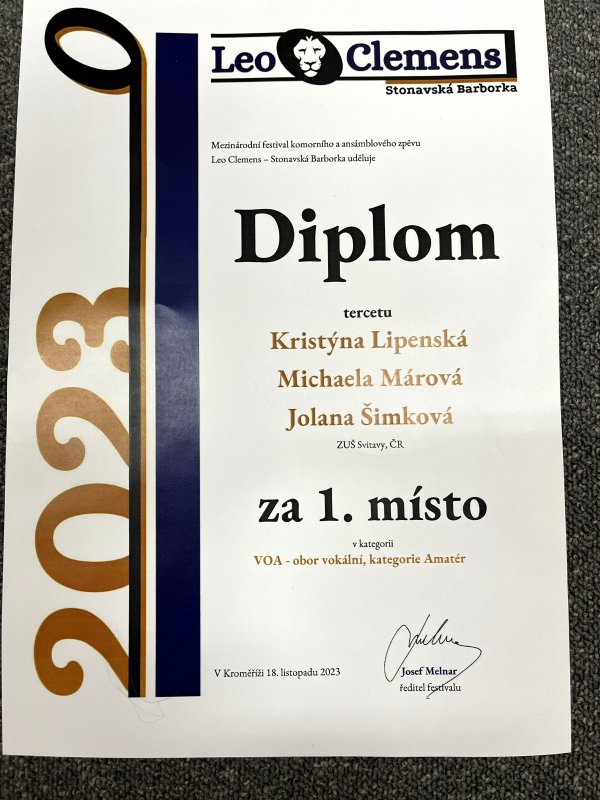 Leo Clemens
Stonavská Barborka
Mezinárodní festival komorního a ansámblového zpěvu
Leo Clemens – Stonavská Barborka uděluje
Diplom
tercetu
Kristýna Lipenská
Michaela Márová
Jolana Šimková
ZUŠ Svitavy, ČR
za 1. místo
v kategorii
VOA - obor vokální, kategorie Amatér
V Kroměříži 18. listopadu 2023
Josef Melnar
ředitel festivalu
2023